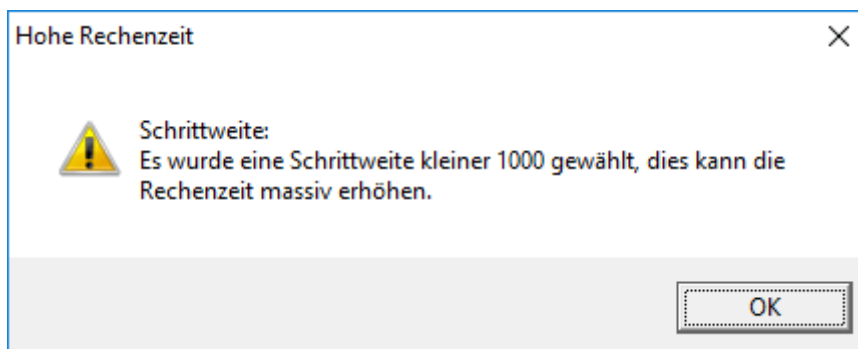 Hohe Rechenzeit
Schrittweite:
Es wurde eine Schrittweite kleiner 1000 gewählt, dies kann die
Rechenzeit massiv erhöhen.
OK